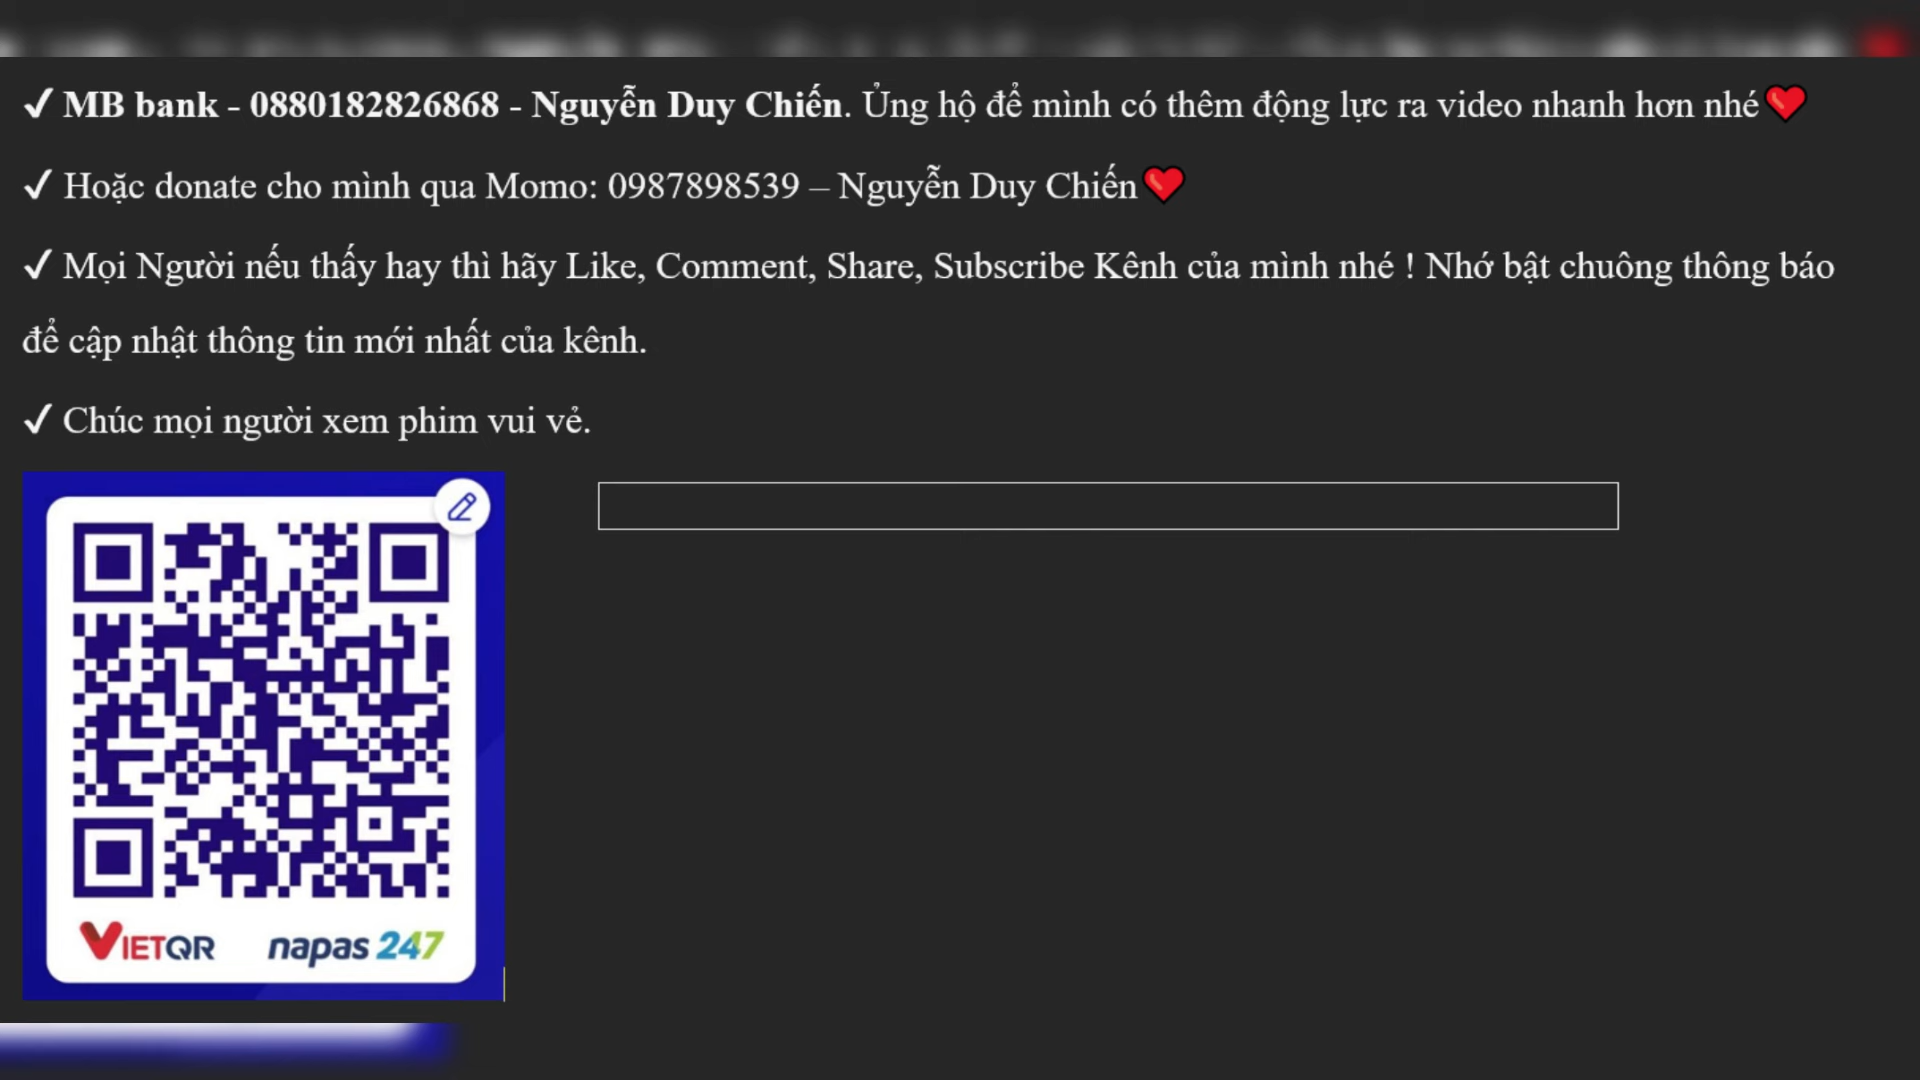 ✓ MB bank - 0880182826868 - Nguyễn Duy Chiến. Ủng hộ để mình có thêm động lực ra video nhanh hơn nhé❤
✓ Hoặc donate cho mình qua Momo: 0987898539 – Nguyễn Duy Chiến❤
✓ Mọi Người nếu thấy hay thì hãy Like, Comment, Share, Subscribe Kênh của mình nhé ! Nhớ bật chuông thông báo
để cập nhật thông tin mới nhất của kênh.
✓ Chúc mọi người xem phim vui vẻ.
VIETQR napas 247